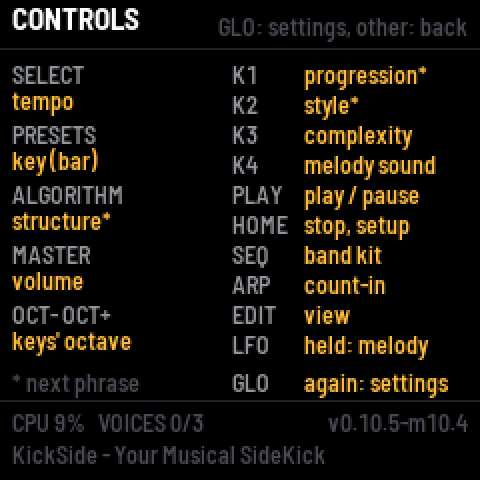 CONTROLS GLO: settings, other: back
SELECT K1 progression*
tempo K2 style*
PRESETS K3 complexity
key (bar) K4 melody sound
ALGORITHM PLAY play / pause
structure* HOME stop, setup
MASTER SEQ band kit
volume ARP count-in
OCT- OCT+ EDIT view
keys' octave LFO held: melody
* next phrase GLO again: settings
CPU 9% VOICES 0/3 v0.10.5-m10.4
KickSide - Your Musical SideKick